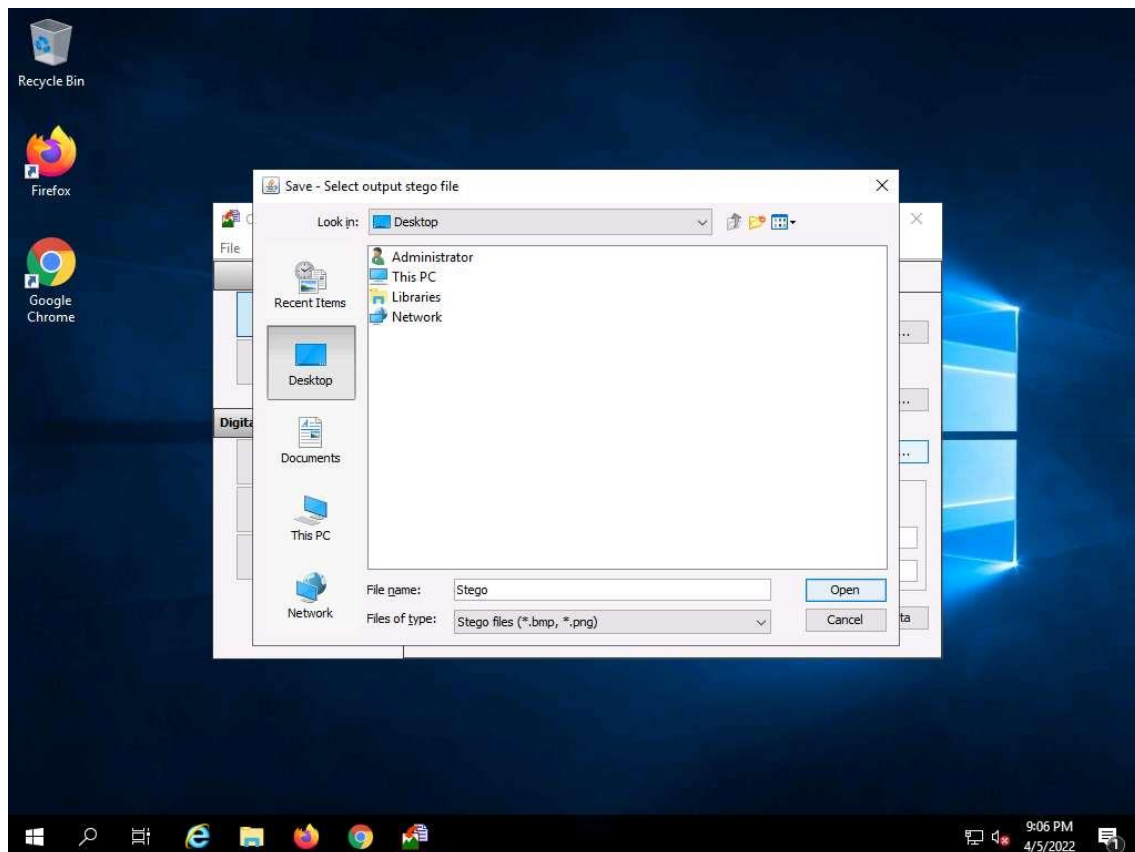 Recycle Bin
Firefox
Google
Chrome
Save - Select output stego file
File
Look in:
Desktop
Administrator
This PC
Libraries
Network
Recent Items
Desktop
Documents
This PC
Network
File name:
Stego
Open
Files of type:
Stego files (*.bmp, *.png)
Cancel
9:06 PM
4/5/2022
1